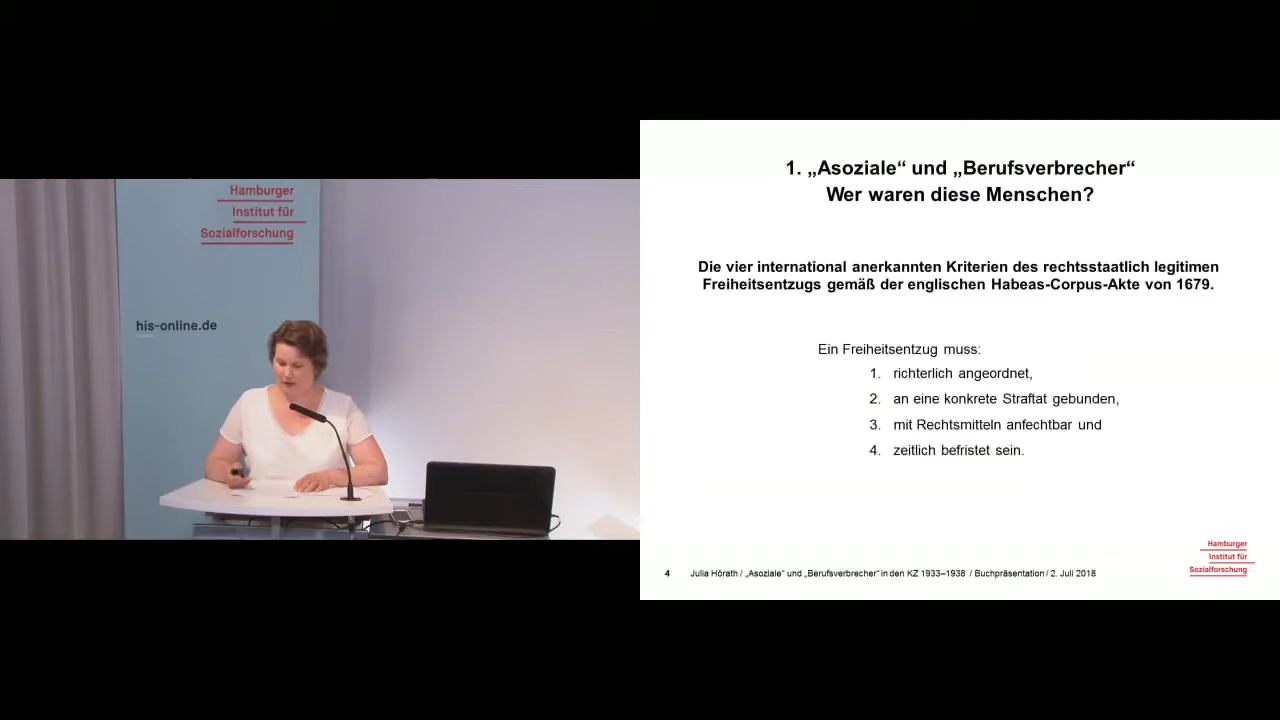 Hamburger
Institut für
Sozialforschung
his-online.de
1. „Asoziale“ und „Berufsverbrecher“
Wer waren diese Menschen?
Die vier international anerkannten Kriterien des rechtsstaatlich legitimen
Freiheitsentzugs gemäß der englischen Habeas-Corpus-Akte von 1679.
Ein Freiheitsentzug muss:
1. richterlich angeordnet,
2. an eine konkrete Straftat gebunden,
3. mit Rechtsmitteln anfechtbar und
4. zeitlich befristet sein.
Hamburger
Institut für
Sozialforschung
4 Julia Hörath / „Asoziale“ und „Berufsverbrecher“ in den KZ 1933–1938 / Buchpräsentation / 2. Juli 2018